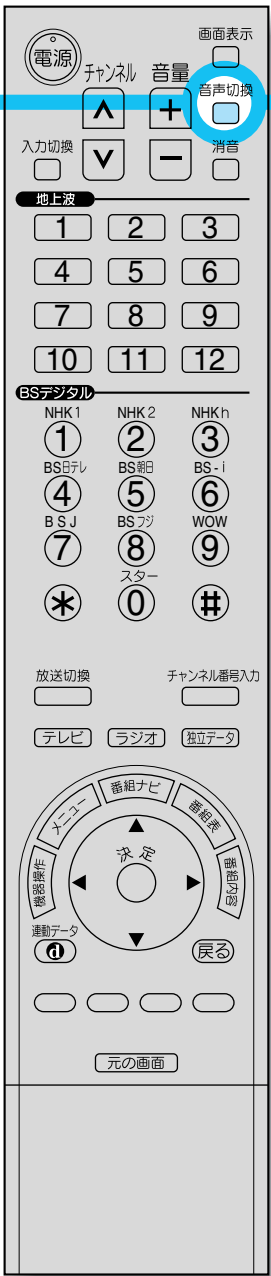 画面表示
電源
チャンネル 音量
音声切換
入力切換
消音
地上波
1 2 3
4 5 6
7 8 9
10 11 12
BSデジタル
NHK1 NHK2 NHKh
1 2 3
BS日テレ BS朝日 BS-i
4 5 6
BSJ BSフジ WOW
7 8 9
スター
* 0 #
放送切換 チャンネル番号入力
テレビ ラジオ 独立データ
番組ナビ
メニュー 番組表
機器操作 決定 番組内容
連動データ
d 戻る
元の画面